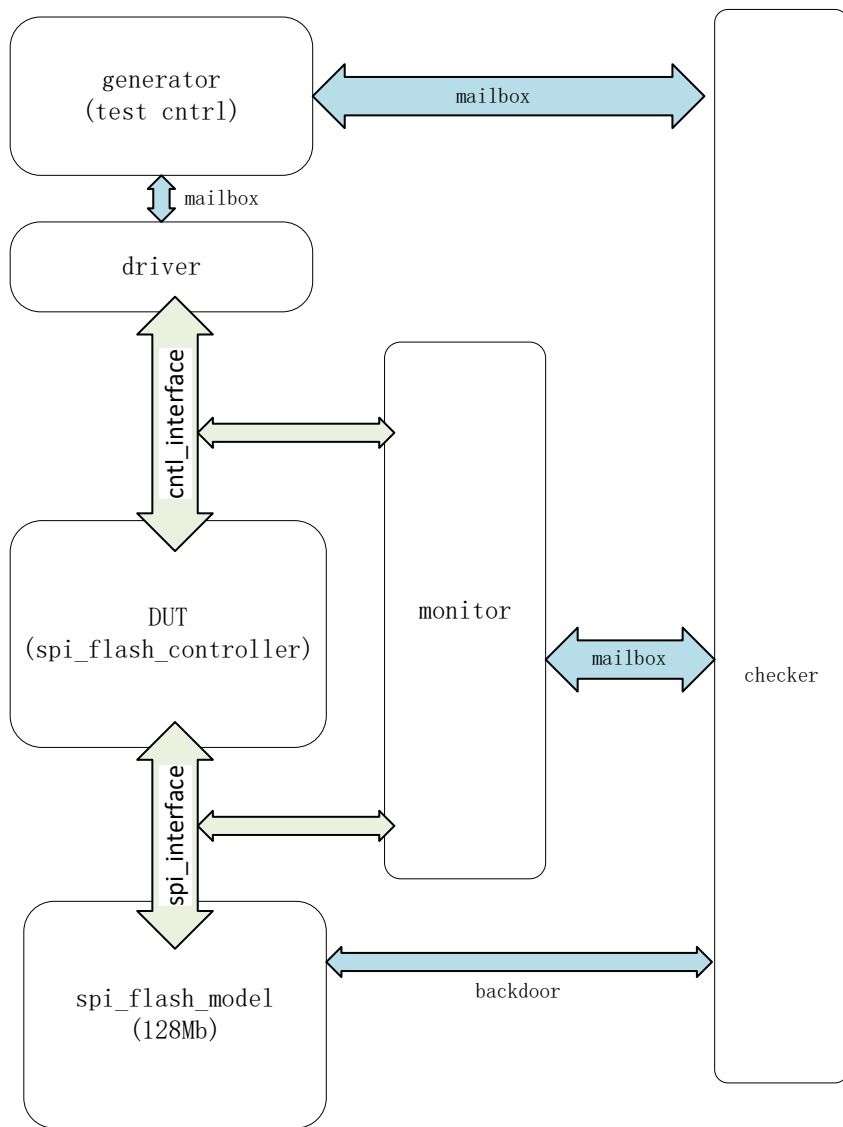 generator
(test cntrl)
mailbox
mailbox
driver
cntl_interface
DUT
(spi_flash_controller)
monitor
mailbox
checker
spi_interface
spi_flash_model
(128Mb)
backdoor